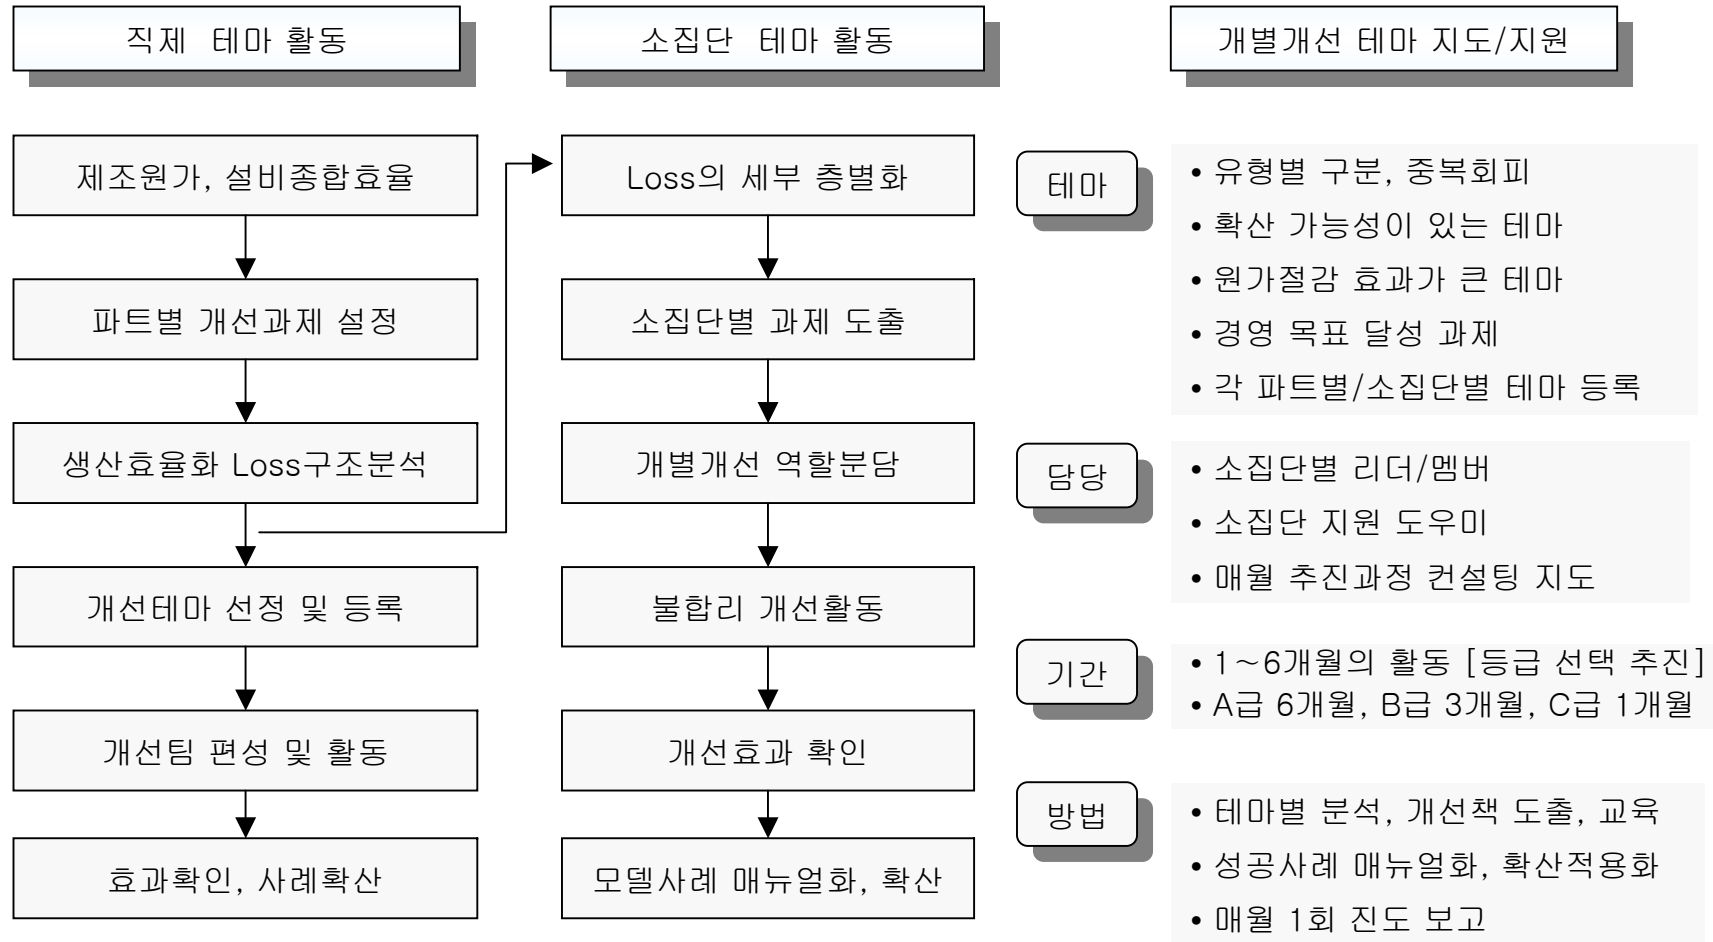 직제 테마 활동
제조원가, 설비종합효율
파트별 개선과제 설정
생산효율화 Loss구조분석
개선테마 선정 및 등록
개선팀 편성 및 활동
효과확인, 사례확산
소집단 테마 활동
Loss의 세부 층별화
소집단별 과제 도출
개별개선 역할분담
불합리 개선활동
개선효과 확인
모델사례 매뉴얼화, 확산
개별개선 테마 지도/지원
테마
• 유형별 구분, 중복회피
• 확산 가능성이 있는 테마
• 원가절감 효과가 큰 테마
• 경영 목표 달성 과제
• 각 파트별/소집단별 테마 등록
담당
• 소집단별 리더/멤버
• 소집단 지원 도우미
• 매월 추진과정 컨설팅 지도
기간
• 1~6개월의 활동 [등급 선택 추진]
• A급 6개월, B급 3개월, C급 1개월
방법
• 테마별 분석, 개선책 도출, 교육
• 성공사례 매뉴얼화, 확산적용화
• 매월 1회 진도 보고